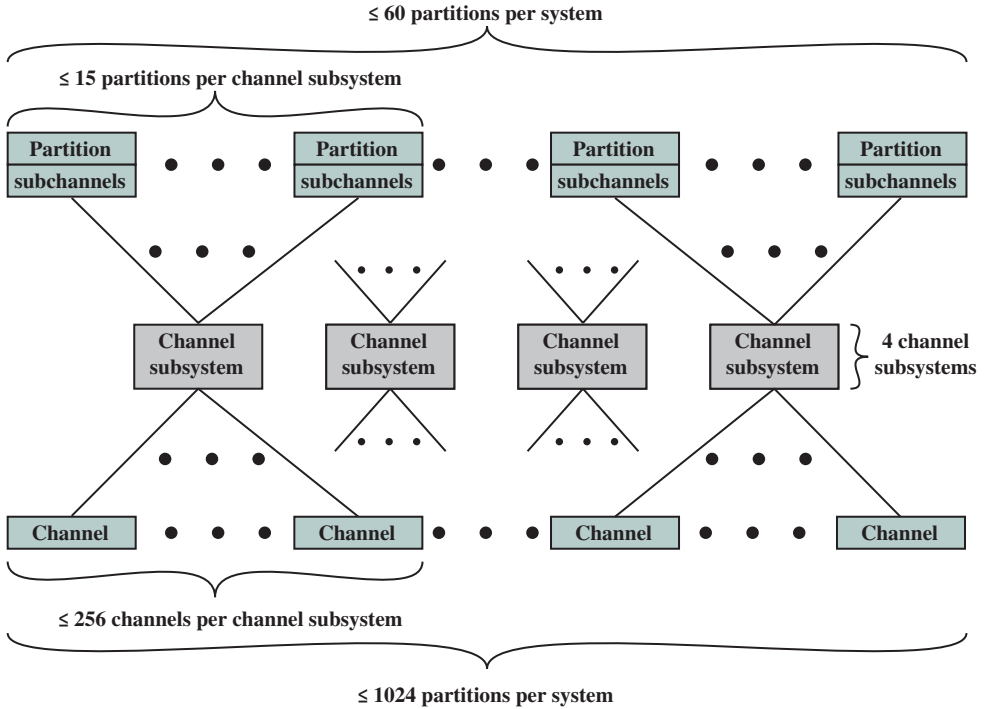 ≤ 60 partitions per system
≤ 15 partitions per channel subsystem
Partition
subchannels
Partition
subchannels
Partition
subchannels
Partition
subchannels
Channel
subsystem
Channel
subsystem
Channel
subsystem
Channel
subsystem
4 channel
subsystems
Channel
Channel
Channel
Channel
≤ 256 channels per channel subsystem
≤ 1024 partitions per system